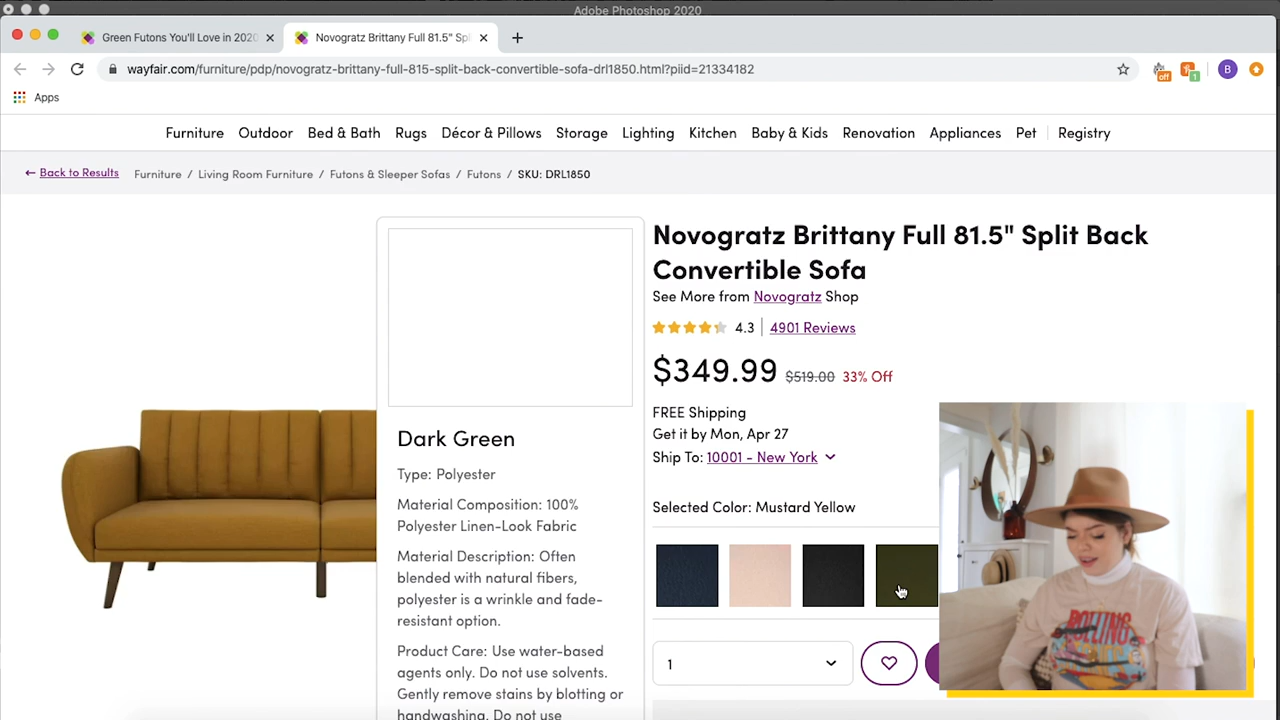 Adobe Photoshop 2020
Green Futons You'll Love in 2020
Novogratz Brittany Full 81.5" Spl
wayfair.com/furniture/pdp/novogratz-brittany-full-815-split-back-convertible-sofa-drl1850.html?piid=21334182
off
1
B
Apps
Furniture Outdoor Bed & Bath Rugs Décor & Pillows Storage Lighting Kitchen Baby & Kids Renovation Appliances Pet Registry
← Back to Results Furniture / Living Room Furniture / Futons & Sleeper Sofas / Futons / SKU: DRL1850
Novogratz Brittany Full 81.5" Split Back
Convertible Sofa
See More from Novogratz Shop
4.3 4901 Reviews
$349.99 $519.00 33% Off
FREE Shipping
Get it by Mon, Apr 27
Ship To: 10001 - New York
Selected Color: Mustard Yellow
1
Dark Green
Type: Polyester
Material Composition: 100%
Polyester Linen-Look Fabric
Material Description: Often
blended with natural fibers,
polyester is a wrinkle and fade-
resistant option.
Product Care: Use water-based
agents only. Do not use solvents.
Gently remove stains by blotting or
handwashing. Do not use
ROLLING